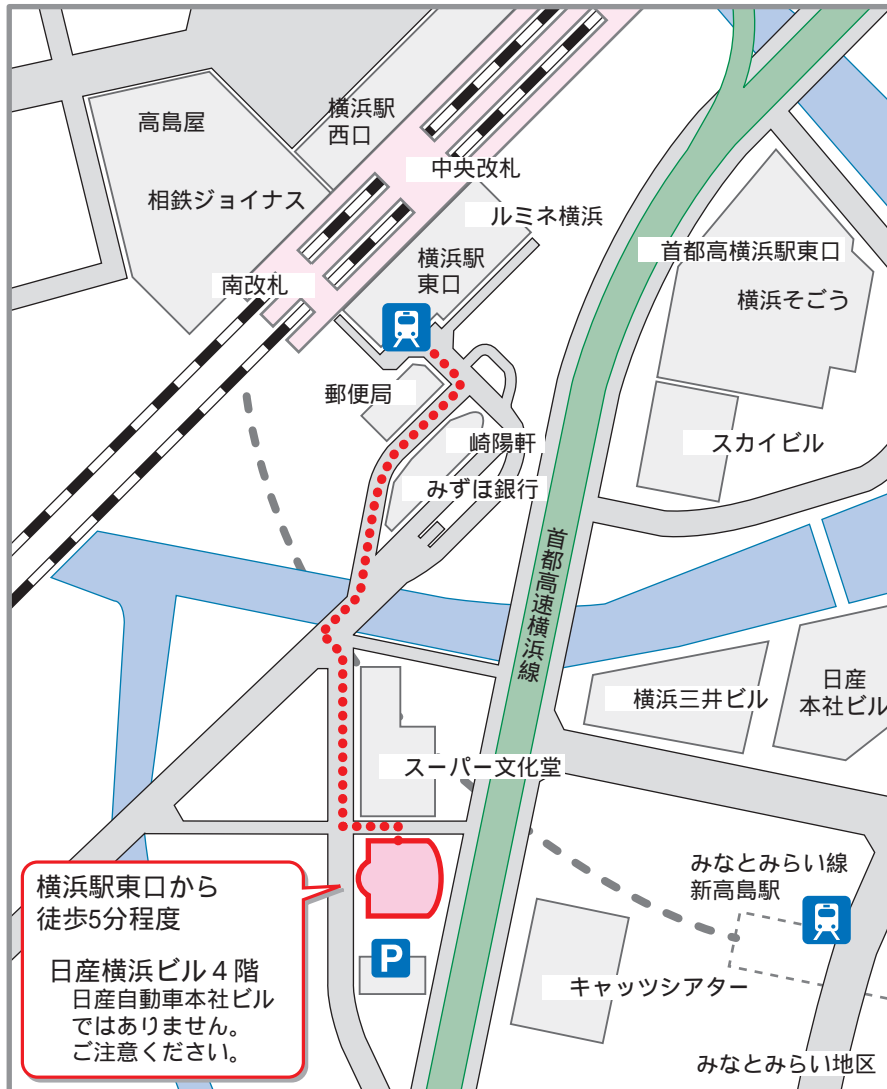 高島屋
横浜駅
西口
中央改札
相鉄ジョイナス
ルミネ横浜
横浜駅
東口
首都高横浜駅東口
南改札
横浜そごう
郵便局
崎陽軒
スカイビル
みずほ銀行
首都高速横浜線
横浜三井ビル
日産
本社ビル
スーパー文化堂
みなとみらい線
新高島駅
横浜駅東口から
徒歩5分程度
日産横浜ビル４階
日産自動車本社ビル
ではありません。
ご注意ください。
P
キャッツシアター
みなとみらい地区